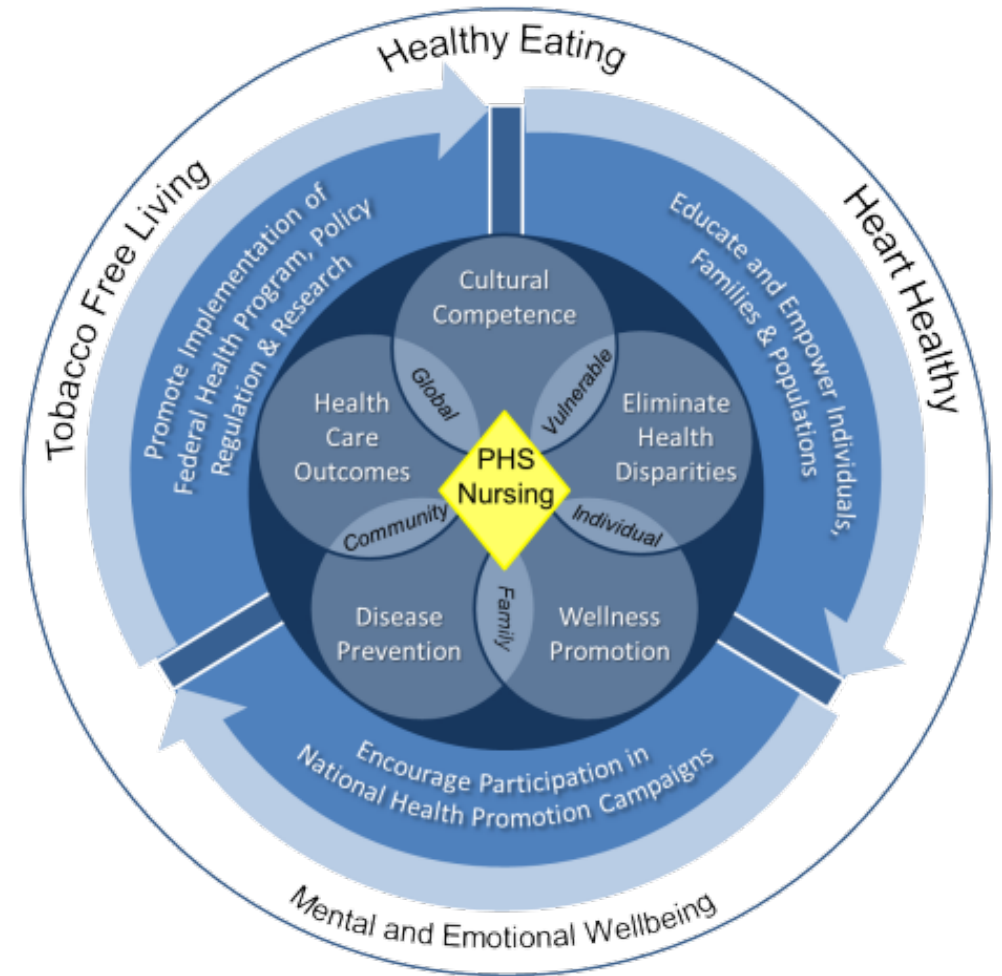 Healthy Eating
Tobacco Free Living
Heart Healthy
Promote Implementation of
Federal Health Program, Policy
Regulation & Research
Educate and Empower Individuals,
Families & Populations
Cultural
Competence
Global
Vulnerable
Health
Care
Outcomes
Eliminate
Health
Disparities
PHS
Nursing
Community
Individual
Family
Disease
Prevention
Wellness
Promotion
Encourage Participation in
National Health Promotion Campaigns
Mental and Emotional Wellbeing